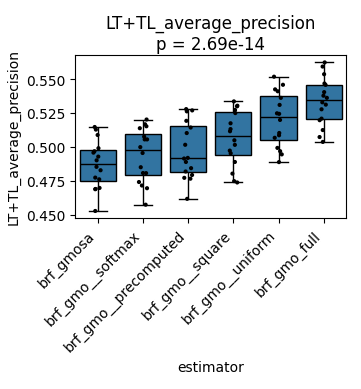 LT+TL_average_precision
p = 2.69e-14
LT+TL_average_precision
0.550
0.525
0.500
0.475
0.450
brf_gmosa
brf_gmo__softmax
brf_gmo__precomputed
brf_gmo__square
brf_gmo__uniform
brf_gmo_full
estimator